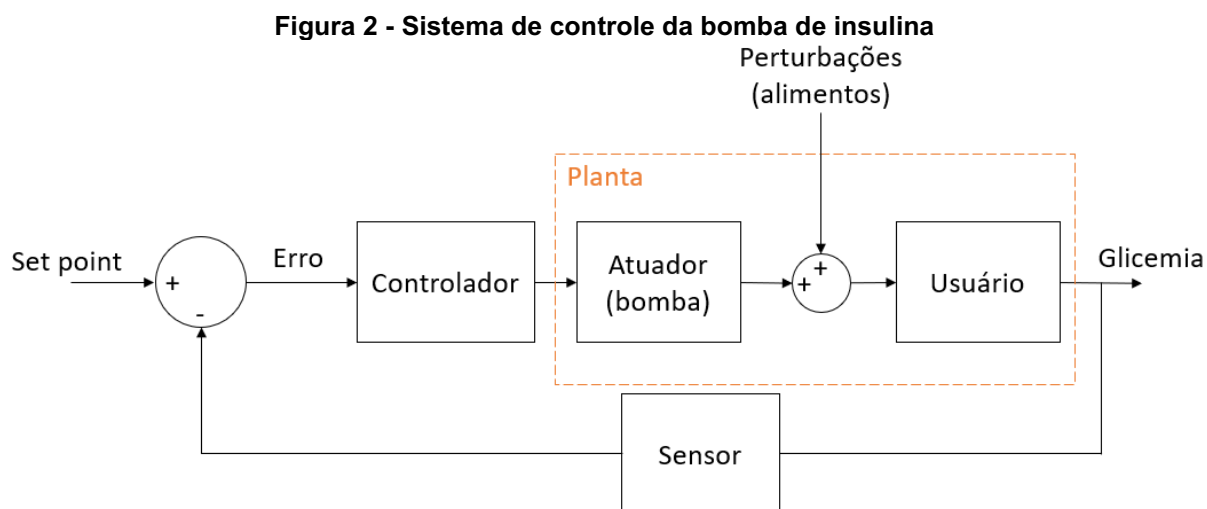 Figura 2 - Sistema de controle da bomba de insulina
Perturbações
(alimentos)
Planta
Set point
+
-
Erro
Controlador
Atuador
(bomba)
+
+
Usuário
Glicemia
Sensor